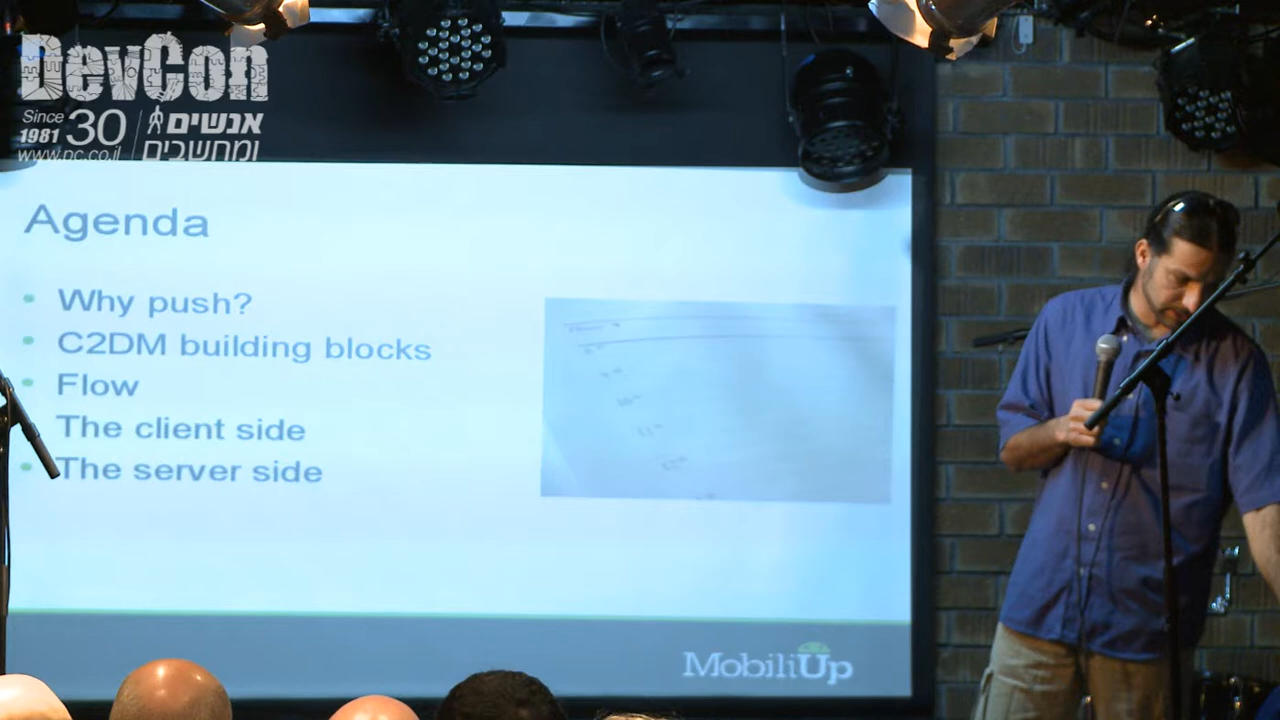 DevCon
Since 1981 30 אנשים ומחשבים
www.pc.co.il
Agenda
Why push?
C2DM building blocks
Flow
The client side
The server side
MobiliUp